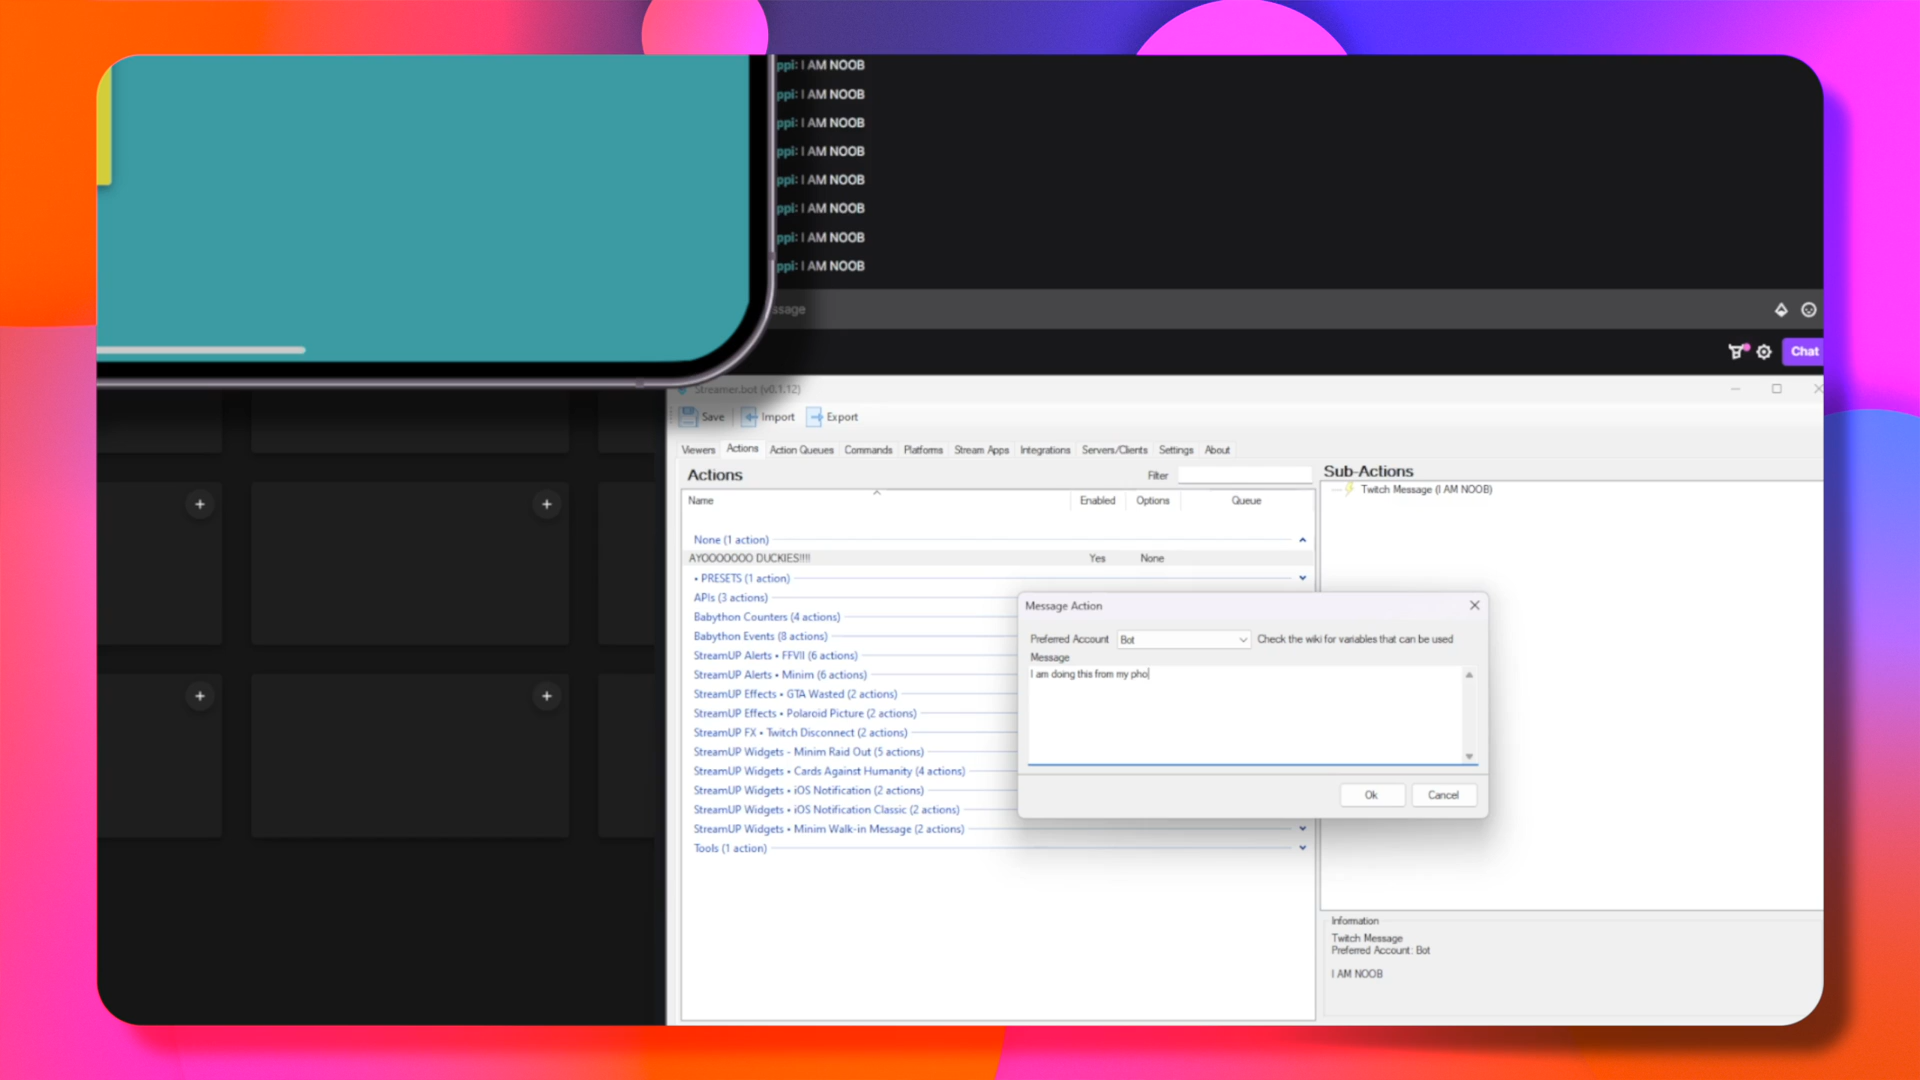 ppi: I AM NOOB
ppi: I AM NOOB
ppi: I AM NOOB
ppi: I AM NOOB
ppi: I AM NOOB
ppi: I AM NOOB
ppi: I AM NOOB
ppi: I AM NOOB
ssage
Chat
Streamer.bot (v0.1.12)
Save Import Export
Viewers Actions Action Queues Commands Platforms Stream Apps Integrations Servers/Clients Settings About
Actions Filter
Name Enabled Options Queue
None (1 action)
AYOOOOOOO DUCKIES!!!! Yes None
• PRESETS (1 action)
APIs (3 actions)
Babython Counters (4 actions)
Babython Events (8 actions)
StreamUP Alerts • FFVII (6 actions)
StreamUP Alerts • Minim (6 actions)
StreamUP Effects • GTA Wasted (2 actions)
StreamUP Effects • Polaroid Picture (2 actions)
StreamUP FX • Twitch Disconnect (2 actions)
StreamUP Widgets - Minim Raid Out (5 actions)
StreamUP Widgets • Cards Against Humanity (4 actions)
StreamUP Widgets • iOS Notification (2 actions)
StreamUP Widgets • iOS Notification Classic (2 actions)
StreamUP Widgets • Minim Walk-in Message (2 actions)
Tools (1 action)
Sub-Actions
Twitch Message (I AM NOOB)
Message Action
Preferred Account Bot Check the wiki for variables that can be used
Message
I am doing this from my pho
Ok Cancel
Information
Twitch Message
Preferred Account: Bot
I AM NOOB